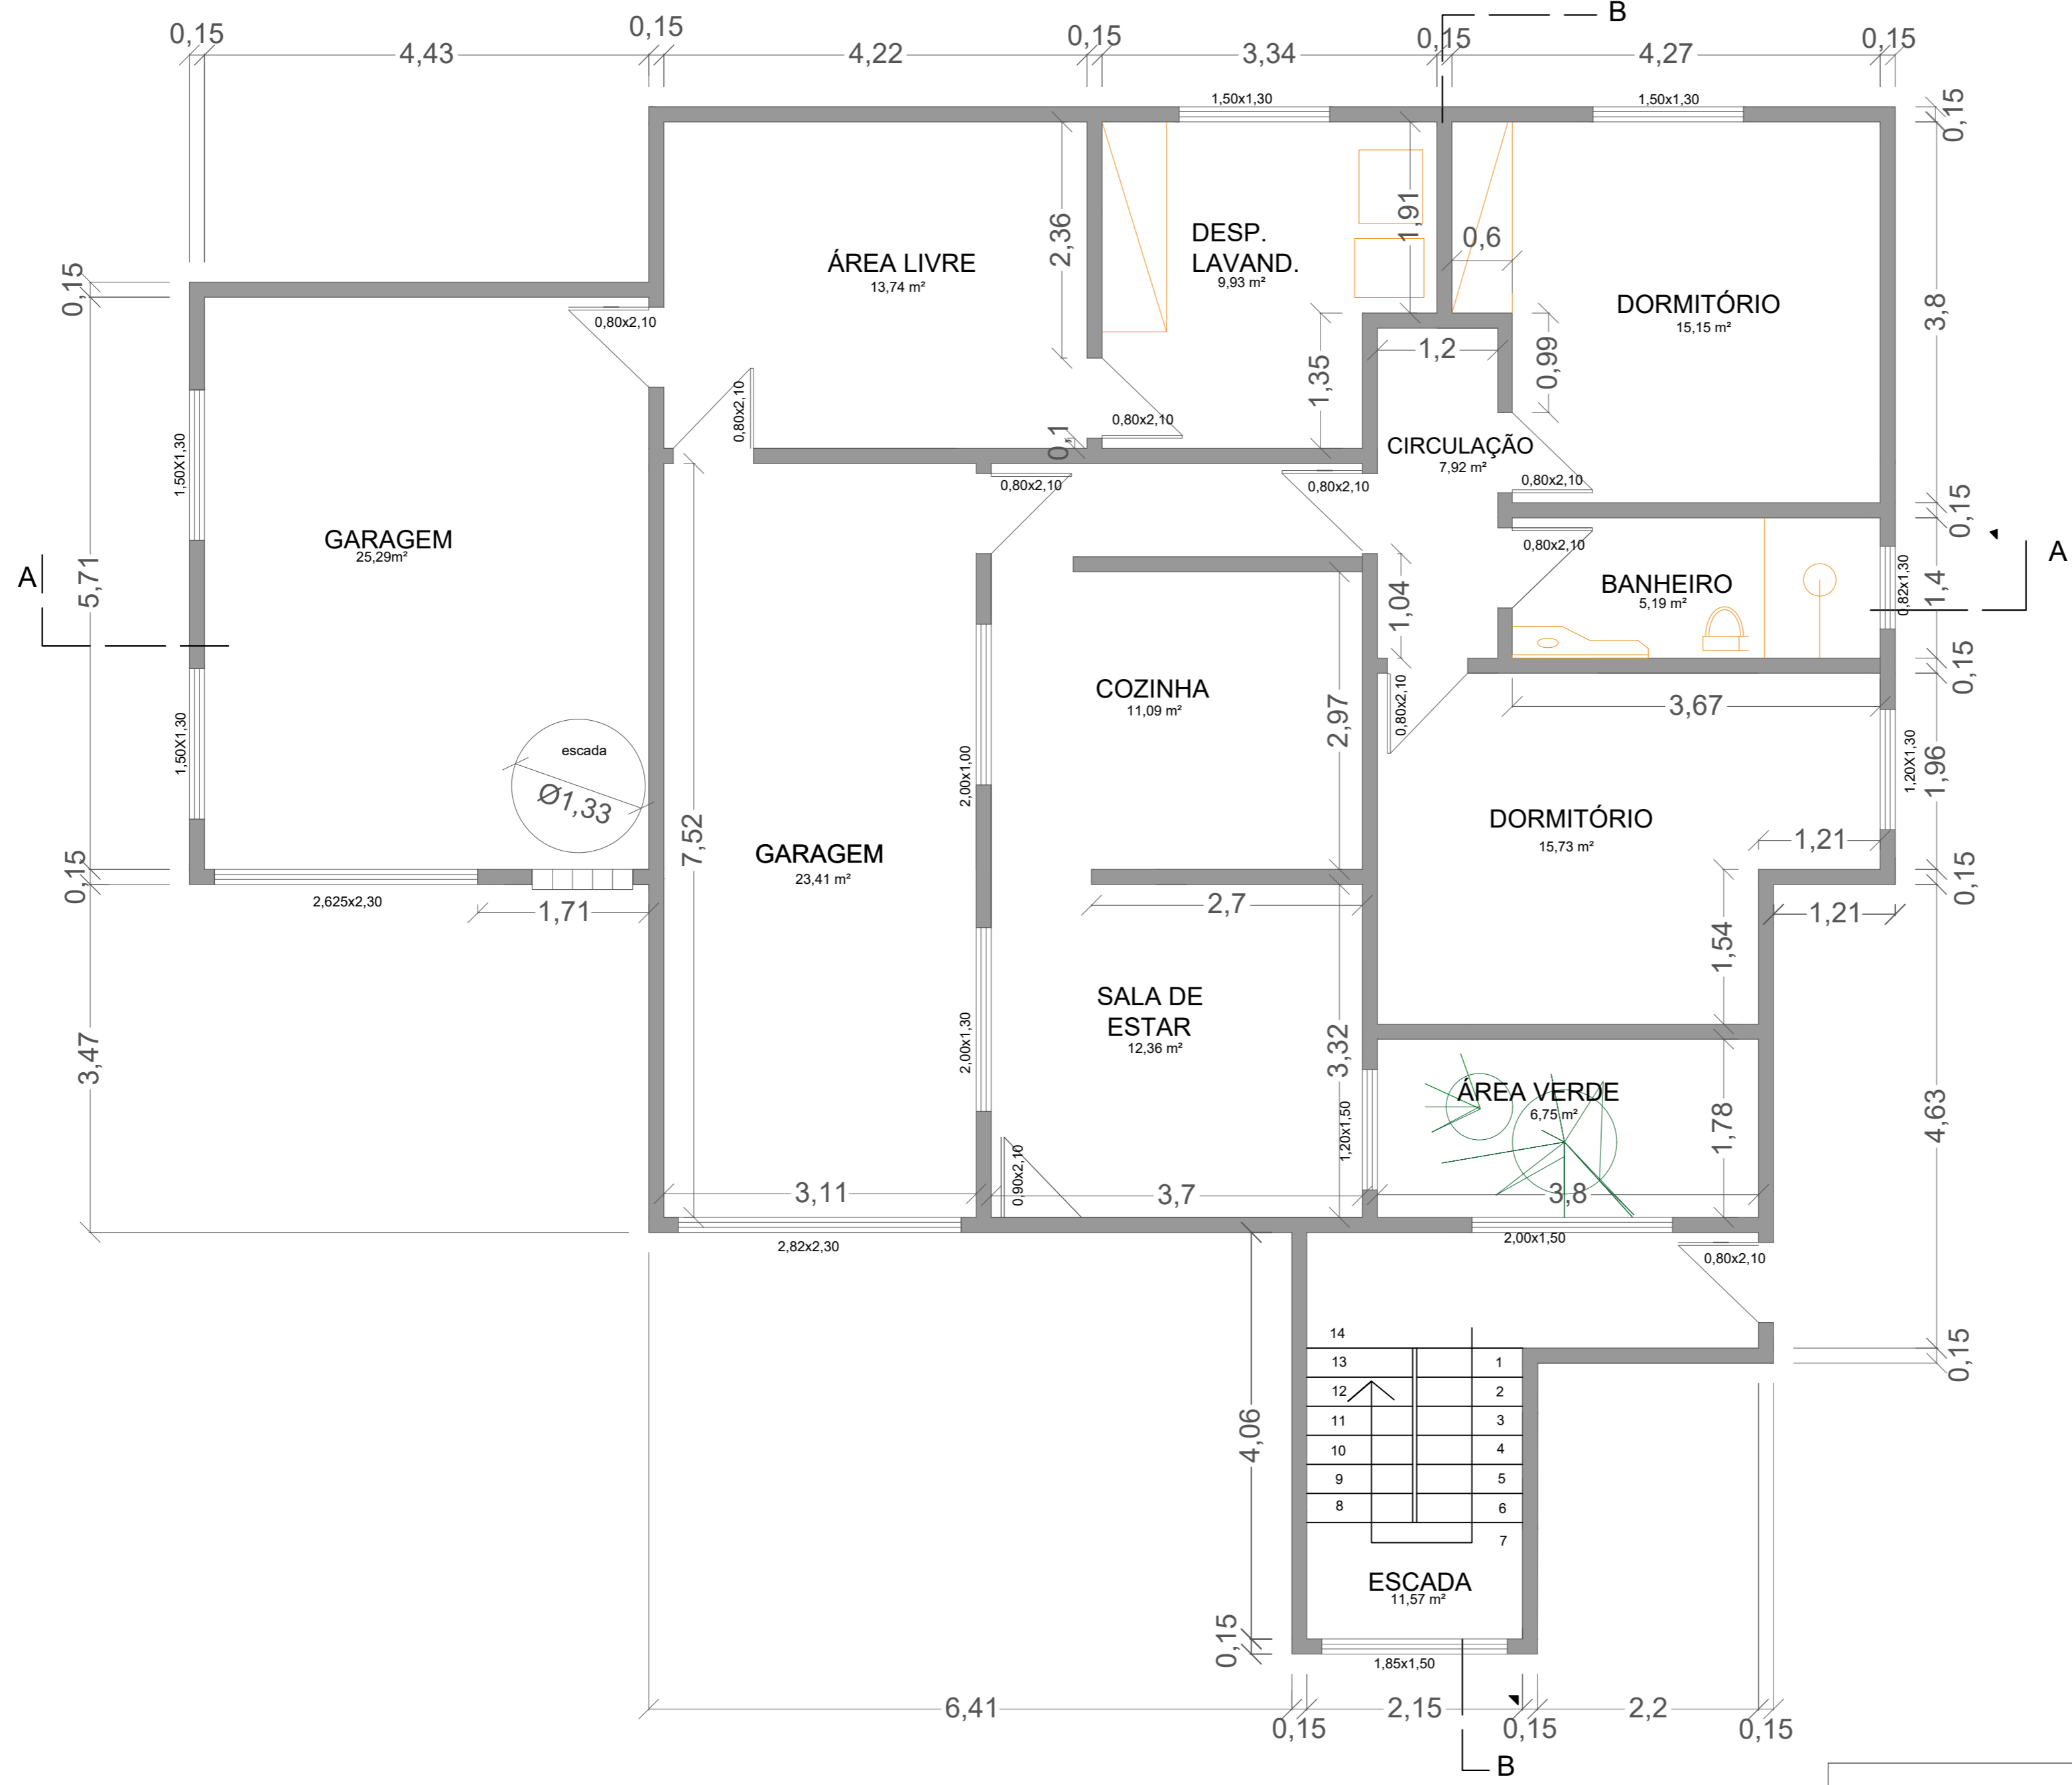 B
0,15
4,43
0,15
4,22
0,15
3,34
0,15
4,27
0,15
1,50x1,30
1,50x1,30
0,15
ÁREA LIVRE
13,74 m²
2,36
DESP.
LAVAND.
9,93 m²
1,91
0,6
DORMITÓRIO
15,15 m²
3,8
0,15
0,80x2,10
0,80x2,10
0,80x2,10
0,1
1,35
1,2
0,99
CIRCULAÇÃO
7,92 m²
0,80x2,10
0,80x2,10
0,80x2,10
0,80x2,10
0,15
1,50X1,30
GARAGEM
25,29m²
A
5,71
BANHEIRO
5,19 m²
0,82x1,30
1,4
A
1,04
0,15
COZINHA
11,09 m²
2,97
0,80x2,10
3,67
1,50X1,30
escada
Ø1,33
2,00x1,00
1,20X1,30
1,96
7,52
GARAGEM
23,41 m²
DORMITÓRIO
15,73 m²
1,21
0,15
0,15
2,625x2,30
1,71
2,7
1,21
1,54
SALA DE
ESTAR
12,36 m²
3,47
2,00x1,30
3,32
ÁREA VERDE
6,75 m²
1,20x1,50
1,78
4,63
0,90x2,10
3,11
3,7
3,8
2,82x2,30
2,00x1,50
0,80x2,10
14
13
1
12
2
11
3
10
4
9
5
8
6
7
0,15
4,06
ESCADA
11,57 m²
0,15
1,85x1,50
6,41
0,15
2,15
0,15
2,2
0,15
B